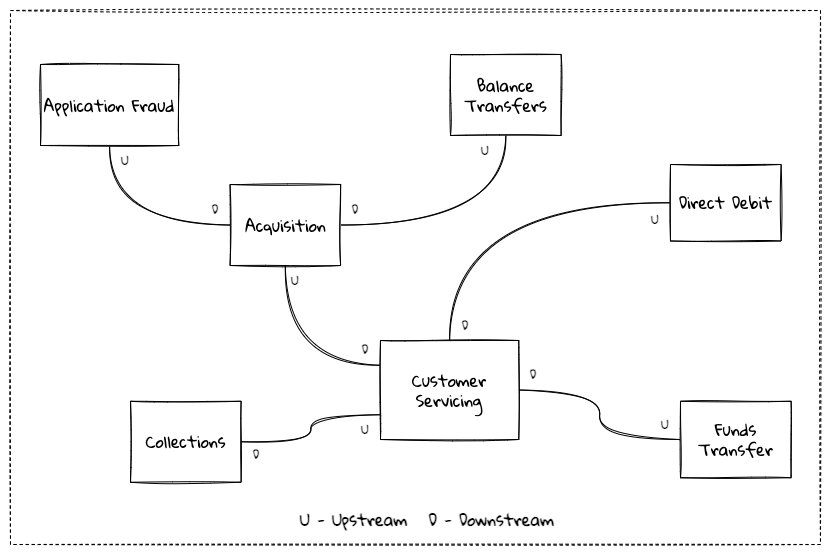 Balance
Transfers
Application Fraud
U
U
Direct Debit
D
D
U
Acquisition
U
D
D
Customer
Servicing
D
U
U
Funds
Transfer
Collections
D
U - Upstream D - Downstream